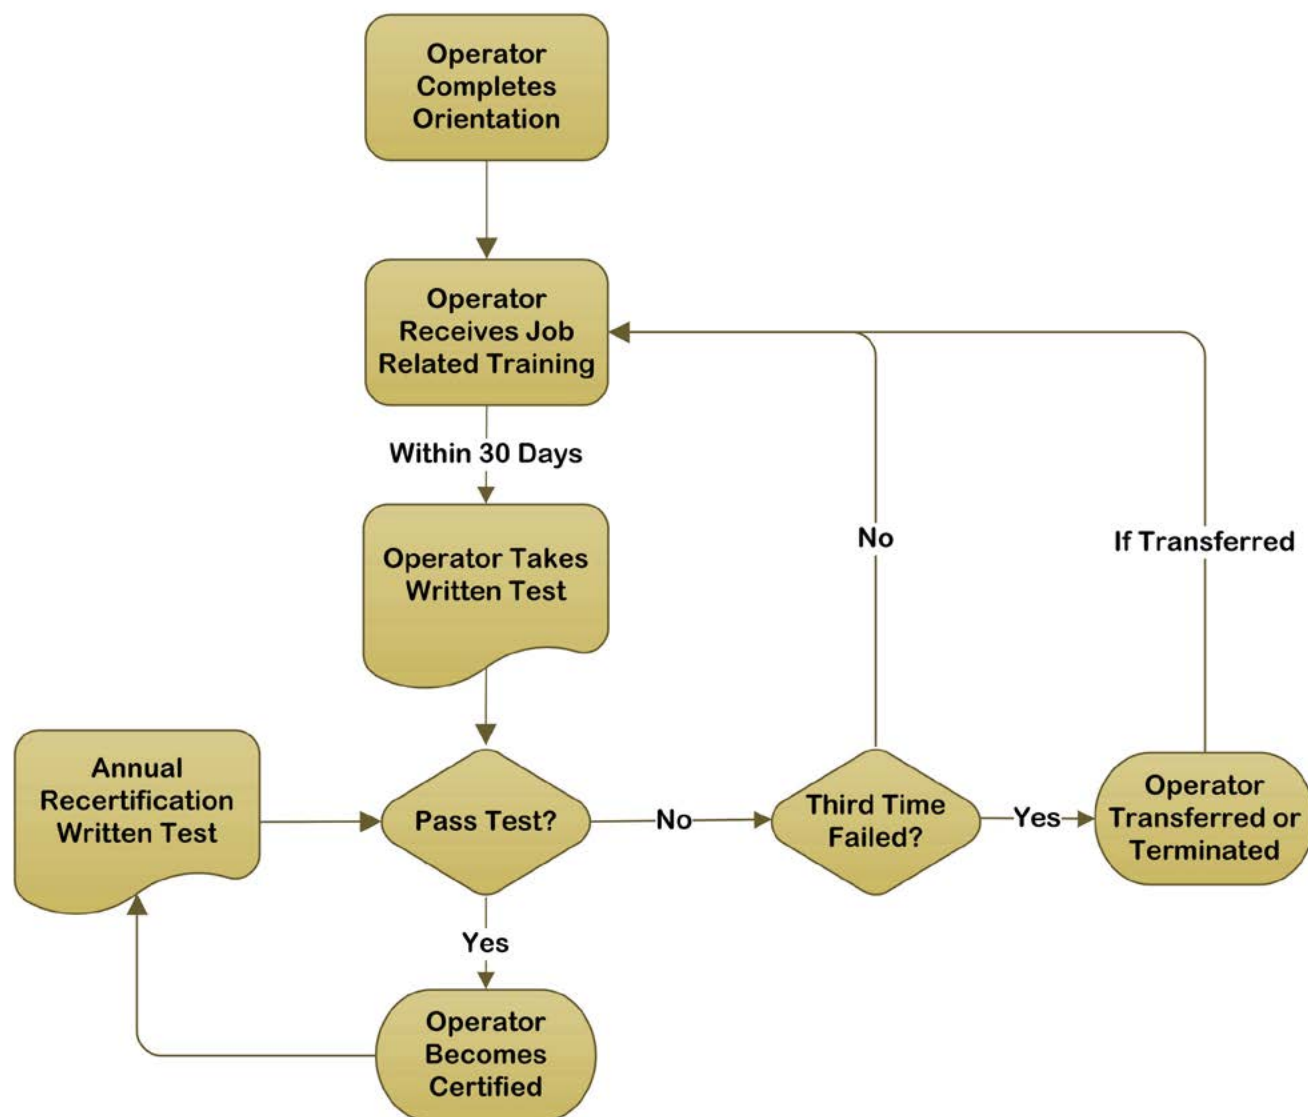 Operator
Completes
Orientation
Operator
Receives Job
Related Training
Within 30 Days
Operator Takes
Written Test
No
If Transferred
Annual
Recertification
Written Test
Pass Test?
No
Third Time
Failed?
Yes
Operator
Transferred or
Terminated
Yes
Operator
Becomes
Certified